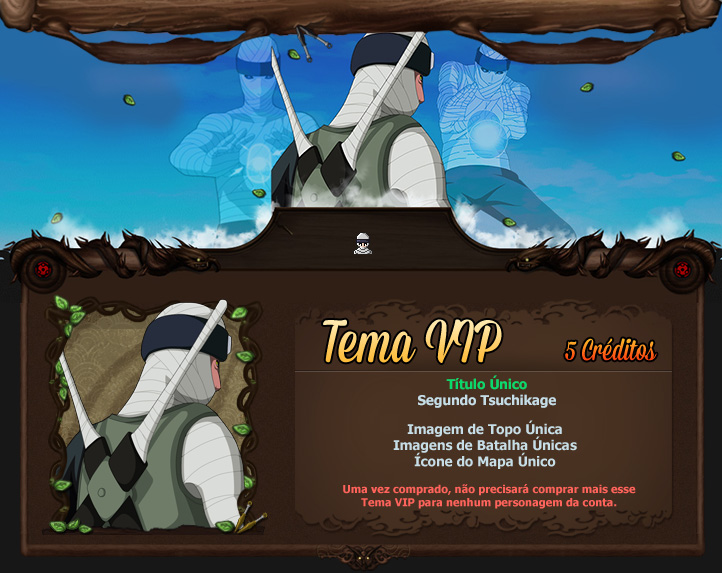 Tema VIP
5 Créditos
Título Único
Segundo Tsuchikage
Imagem de Topo Única
Imagens de Batalha Únicas
Ícone do Mapa Único
Uma vez comprado, não precisará comprar mais esse
Tema VIP para nenhum personagem da conta.